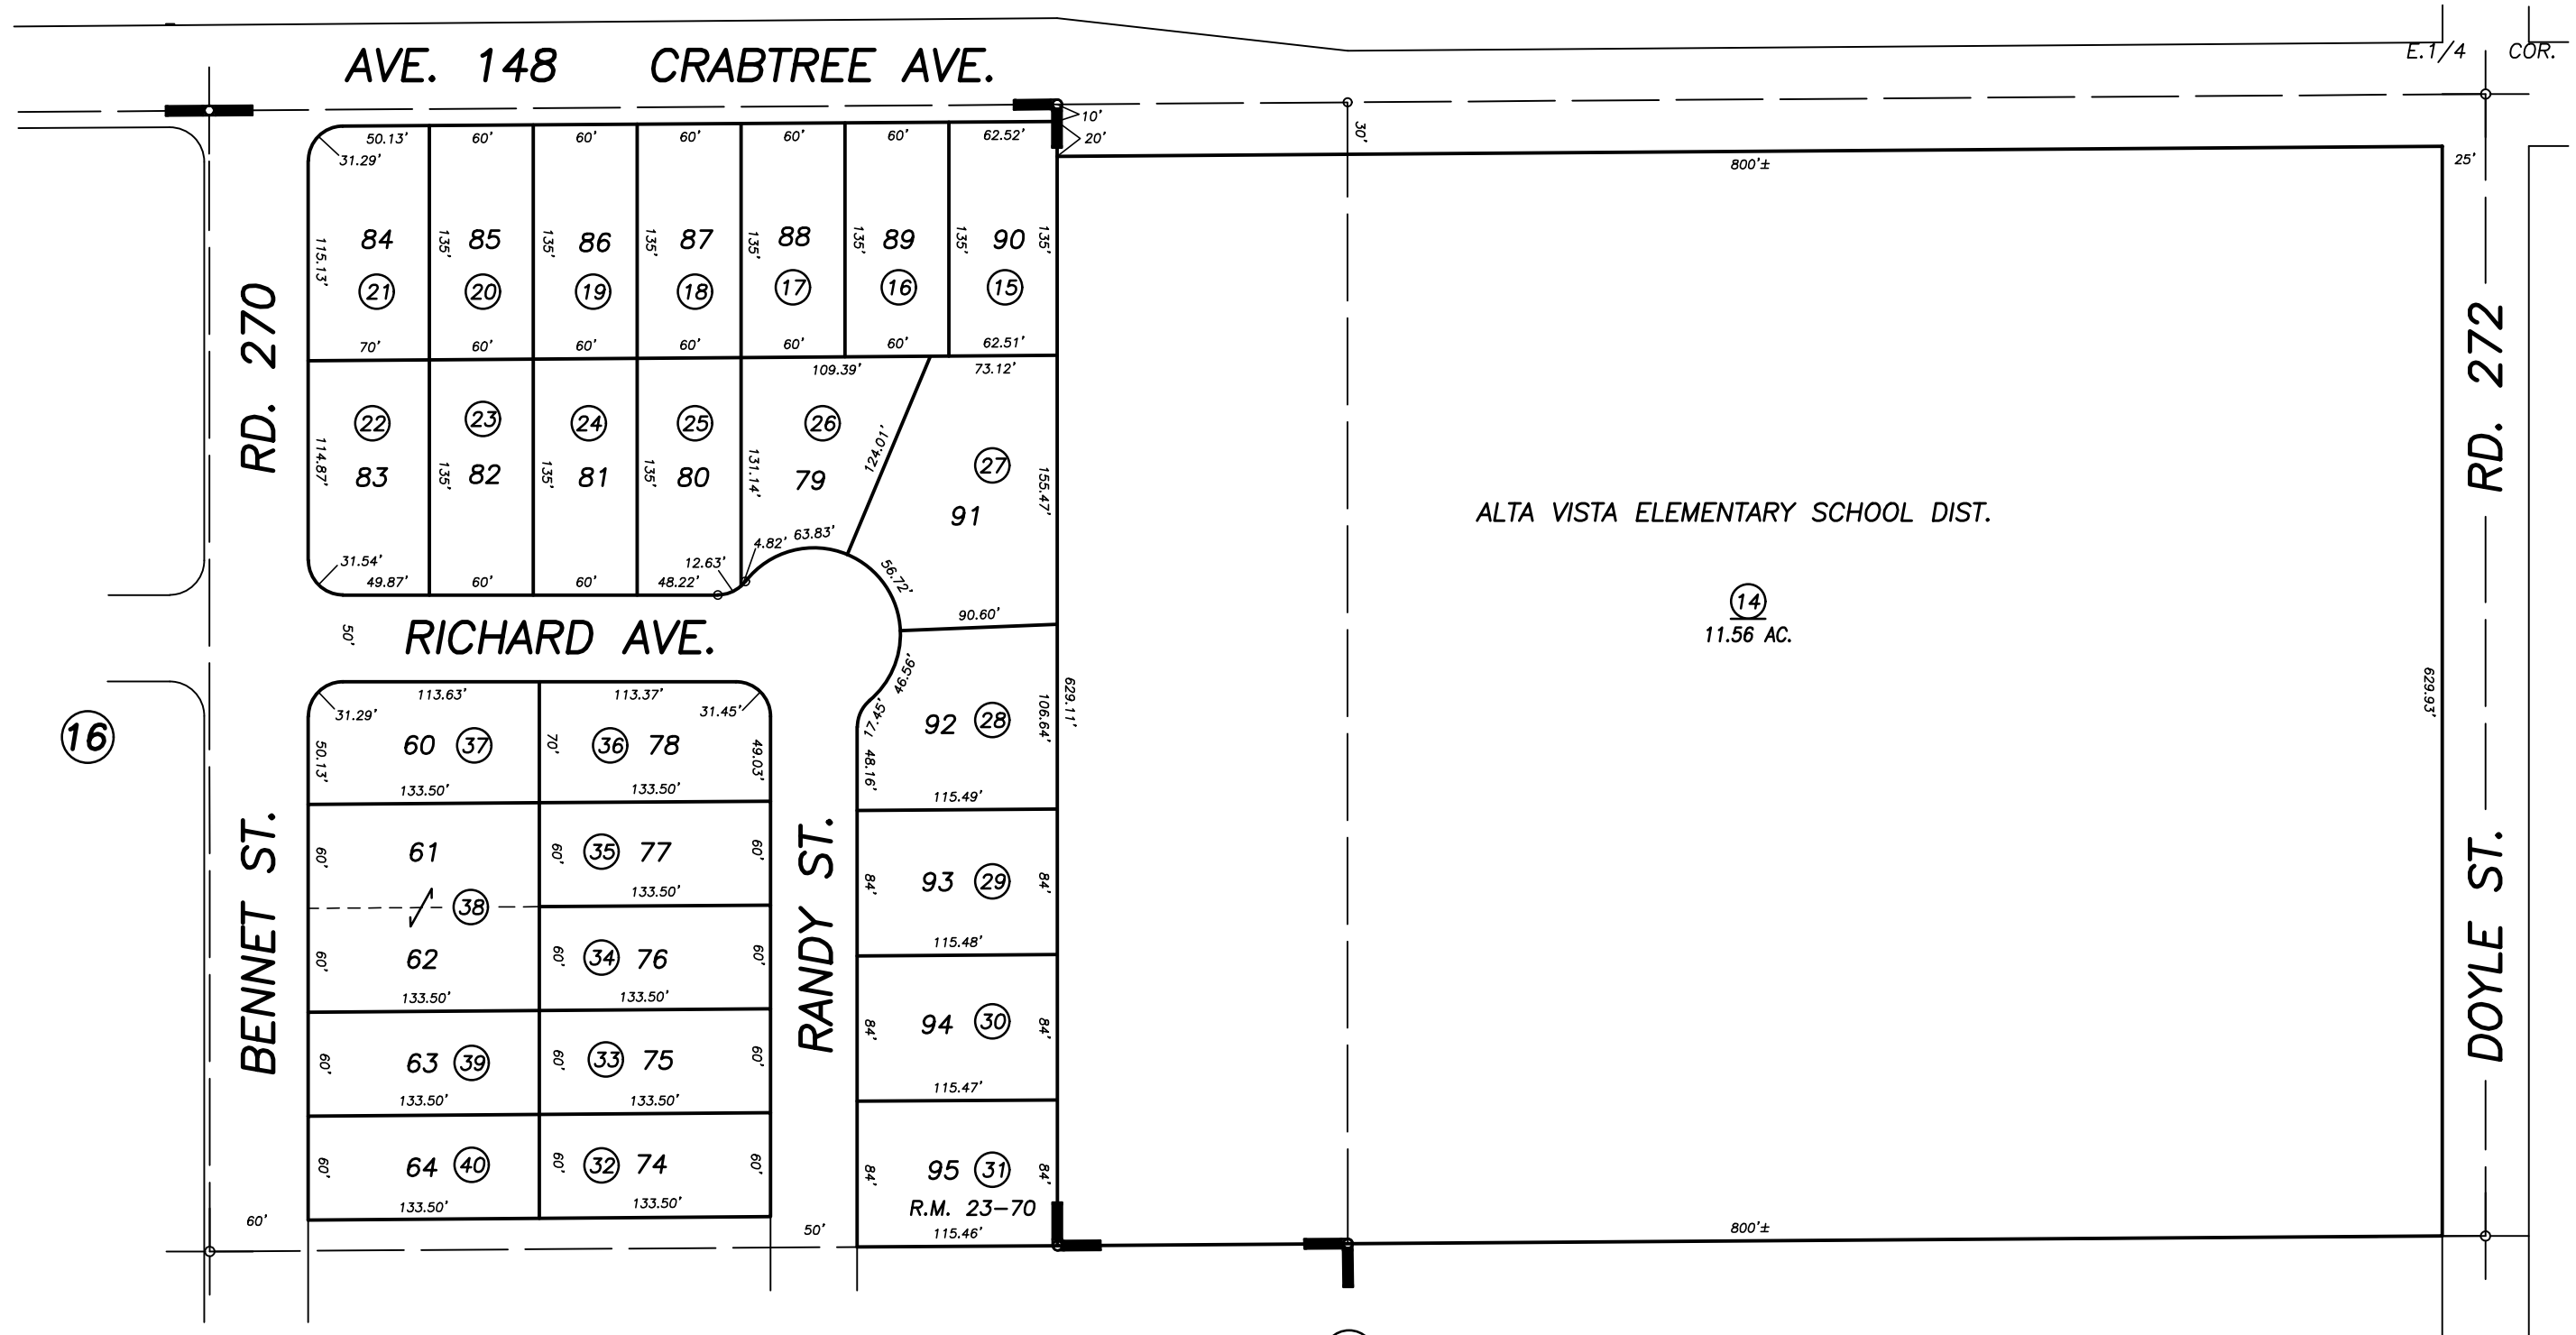 AVE. 148 CRABTREE AVE.
E.1/4 COR.
10'
20'
30'
800'±
25'
50.13' 60' 60' 60' 60' 60' 62.52'
31.29'
115.13' 84 135' 85 135' 86 135' 87 135' 88 135' 89 135' 90 135'
21 20 19 18 17 16 15
70' 60' 60' 60' 60' 60' 62.51'
RD. 270
RD. 272
109.39' 73.12'
22 23 24 25 26
114.87' 83 135' 82 135' 81 135' 80 131.14' 79 124.01' 27 155.47'
91
ALTA VISTA ELEMENTARY SCHOOL DIST.
14
11.56 AC.
31.54' 12.63' 4.82' 63.83'
49.87' 60' 60' 48.22' 56.72'
90.60'
50' RICHARD AVE.
46.56'
629.11'
629.93'
113.63' 113.37'
31.29' 31.45' 17.45'
16
50.13' 60 37 70' 36 78 49.03' 48.16' 92 28 106.64'
133.50' 133.50' 115.49'
BENNET ST.
RANDY ST.
DOYLE ST.
60' 61 60' 35 77 60'
133.50'
84' 93 29 84'
38
60' 62 60' 34 76 60'
115.48'
133.50' 133.50'
84' 94 30 84'
60' 63 39 60' 33 75 60'
133.50' 133.50' 115.47'
60' 64 40 60' 32 74 60'
84' 95 31 84'
133.50' 133.50'
R.M. 23-70
60' 50' 115.46'
800'±